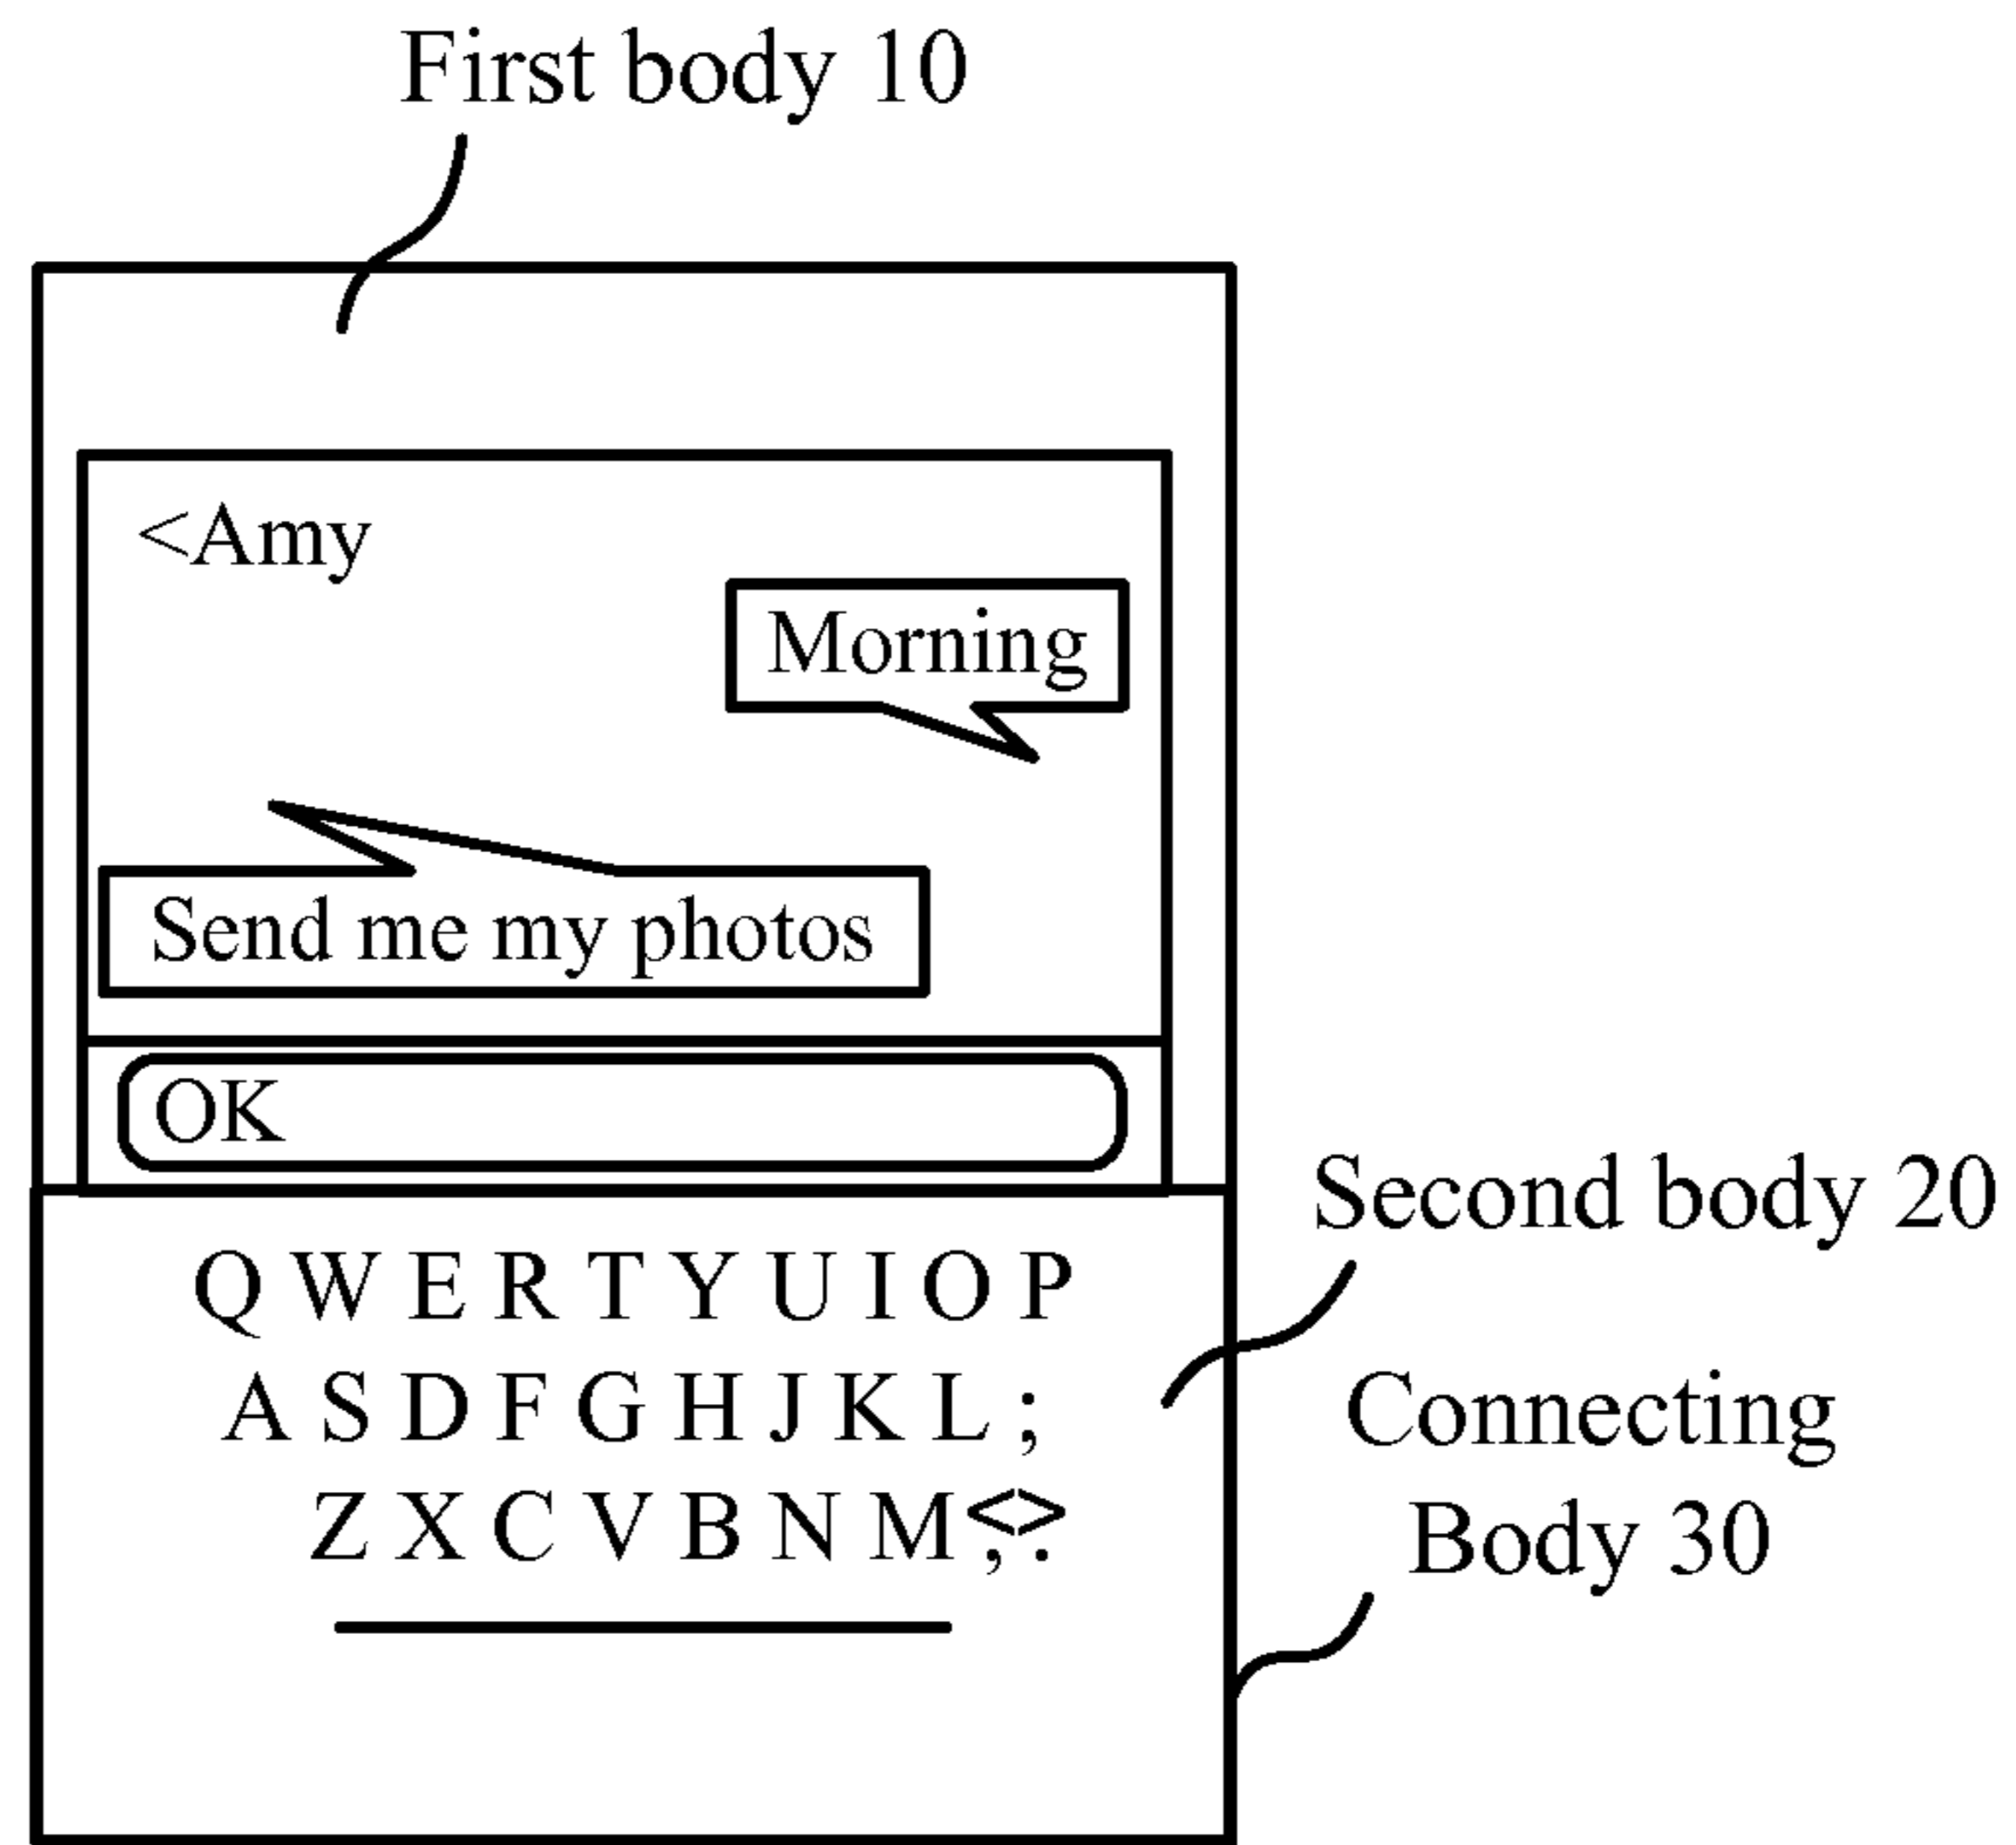 First body 10
<Amy
Morning
Send me my photos
OK
Second body 20
Q W E R T Y U I O P
A S D F G H J K L ;
Connecting
Body 30
Z X C V B N M <>
, .